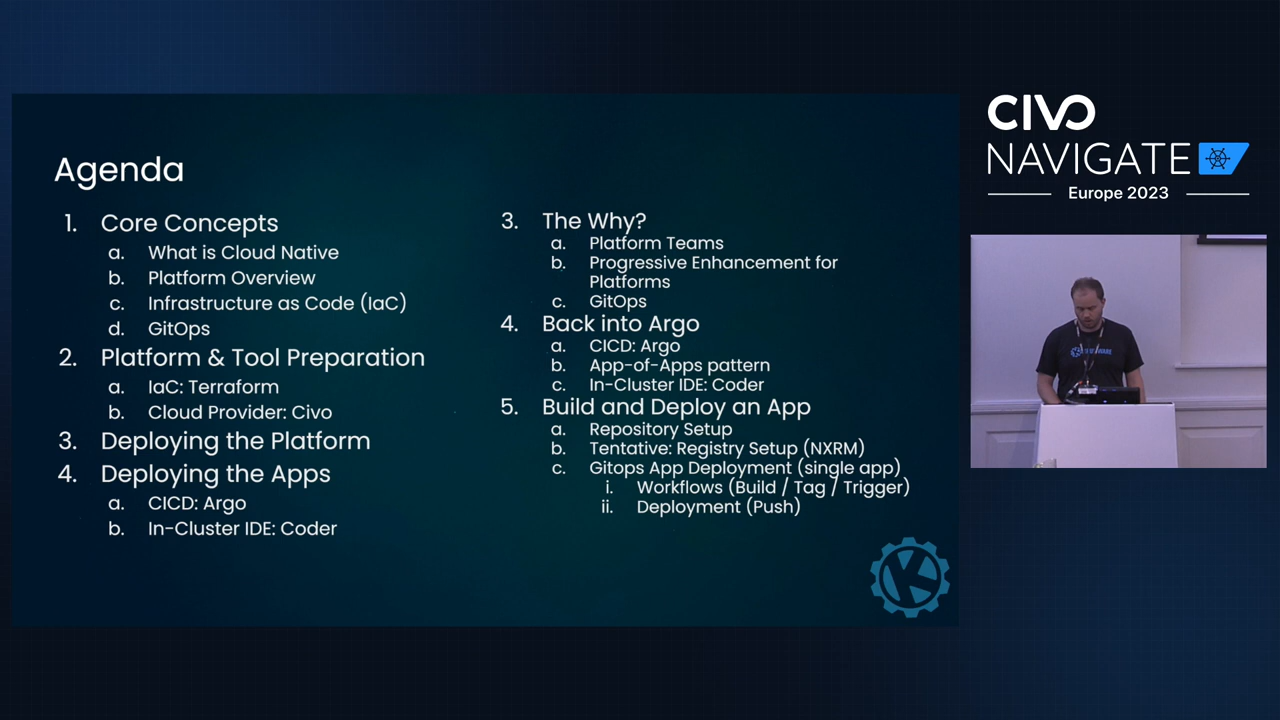 Agenda
1. Core Concepts
a. What is Cloud Native
b. Platform Overview
c. Infrastructure as Code (IaC)
d. GitOps
2. Platform & Tool Preparation
a. IaC: Terraform
b. Cloud Provider: Civo
3. Deploying the Platform
4. Deploying the Apps
a. CICD: Argo
b. In-Cluster IDE: Coder
3. The Why?
a. Platform Teams
b. Progressive Enhancement for
Platforms
c. GitOps
4. Back into Argo
a. CICD: Argo
b. App-of-Apps pattern
c. In-Cluster IDE: Coder
5. Build and Deploy an App
a. Repository Setup
b. Tentative: Registry Setup (NXRM)
c. Gitops App Deployment (single app)
i. Workflows (Build / Tag / Trigger)
ii. Deployment (Push)
K
CIVO
NAVIGATE
Europe 2023